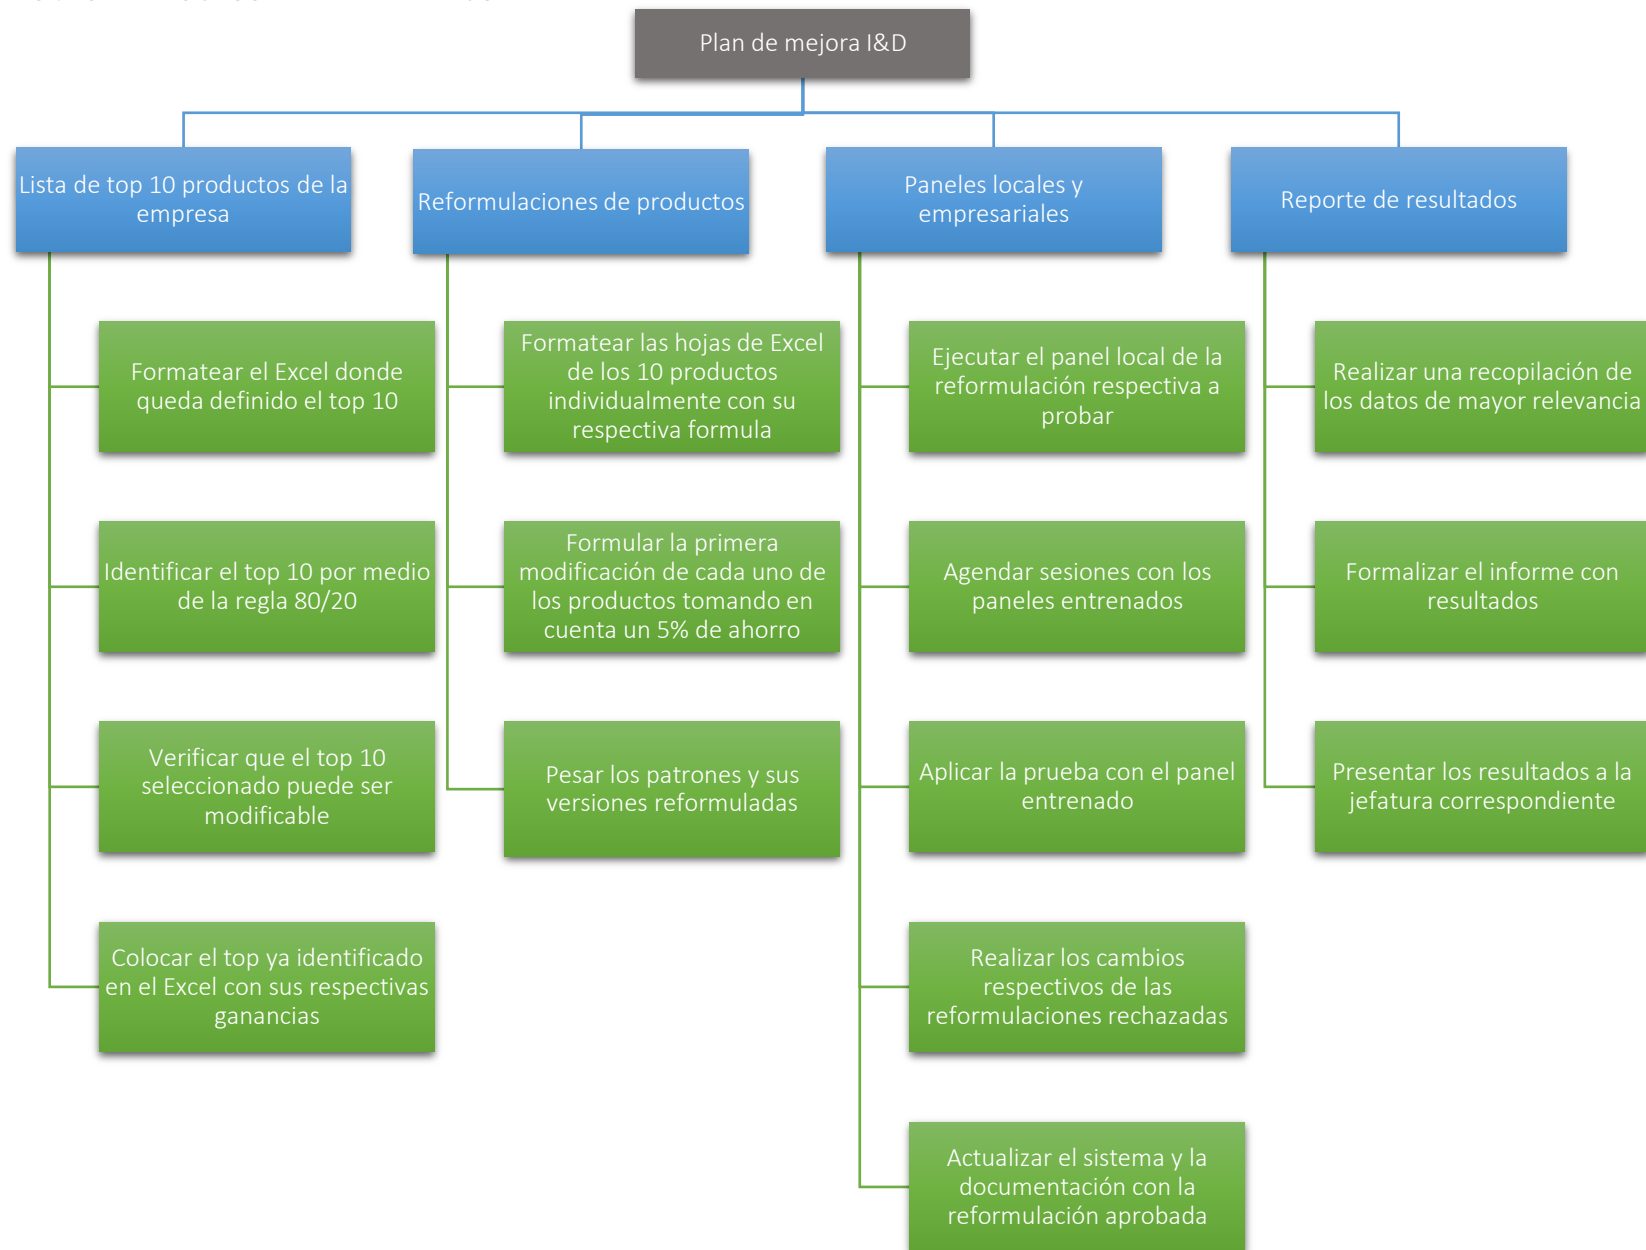 Plan de mejora I&D
Lista de top 10 productos de la
empresa
Formatear el Excel donde
queda definido el top 10
Identificar el top 10 por medio
de la regla 80/20
Verificar que el top 10
seleccionado puede ser
modificable
Colocar el top ya identificado
en el Excel con sus respectivas
ganancias
Reformulaciones de productos
Formatear las hojas de Excel
de los 10 productos
individualmente con su
respectiva formula
Formular la primera
modificación de cada uno de
los productos tomando en
cuenta un 5% de ahorro
Pesar los patrones y sus
versiones reformuladas
Paneles locales y
empresariales
Ejecutar el panel local de la
reformulación respectiva a
probar
Agendar sesiones con los
paneles entrenados
Aplicar la prueba con el panel
entrenado
Realizar los cambios
respectivos de las
reformulaciones rechazadas
Actualizar el sistema y la
documentación con la
reformulación aprobada
Reporte de resultados
Realizar una recopilación de
los datos de mayor relevancia
Formalizar el informe con
resultados
Presentar los resultados a la
jefatura correspondiente